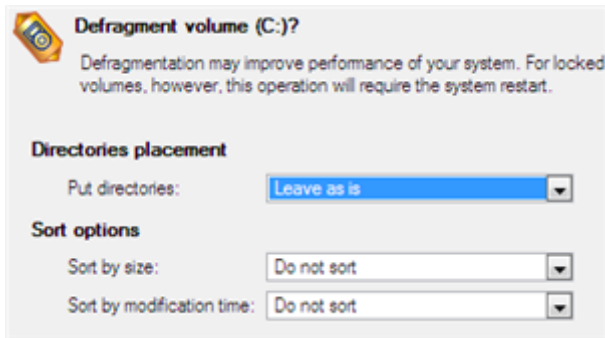 Defragment volume (C:)?
Defragmentation may improve performance of your system. For locked
volumes, however, this operation will require the system restart.
Directories placement
Put directories: Leave as is
Sort options
Sort by size: Do not sort
Sort by modification time: Do not sort